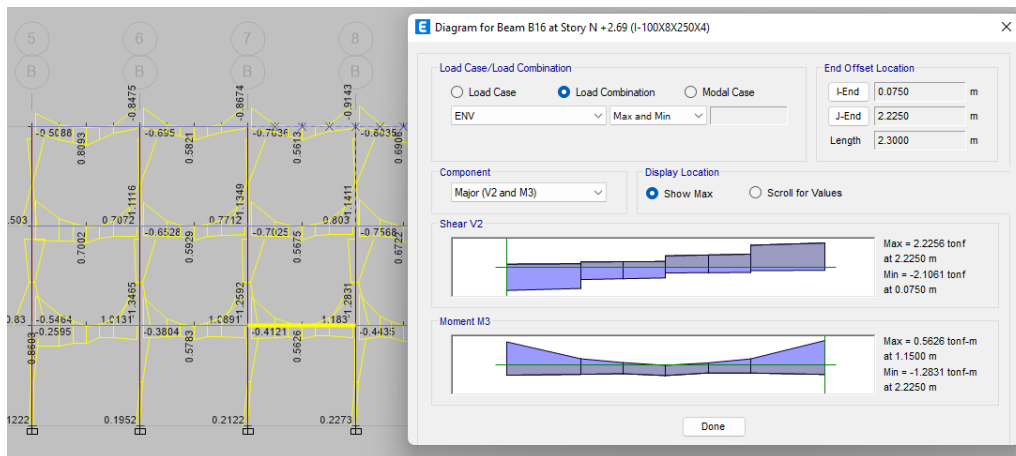 5 6 7 8
B B B B
-0.8475 -0.8674 -0.9143
-0.5088 -0.695 -0.7036 -0.8035
0.8093 0.5821 0.561 0.690
1.1116 1.1349 1.1411
.503 0.7072 0.7712 0.803
-0.6528 -0.7025 -0.7568
0.7002 0.5929 0.5675 0.6722
1.3465 1.2592 1.2831
0.83 -0.5464 1.0131 1.0891 1.183
-0.2595 -0.3804 -0.4121 -0.4435
0.8603 0.5783 0.5626
.1222 0.1952 0.2122 0.2273
E Diagram for Beam B16 at Story N +2.69 (I-100X8X250X4)
Load Case/Load Combination
Load Case Load Combination Modal Case
ENV Max and Min
End Offset Location
I-End 0.0750 m
J-End 2.2250 m
Length 2.3000 m
Component
Major (V2 and M3)
Display Location
Show Max Scroll for Values
Shear V2
Max = 2.2256 tonf
at 2.2250 m
Min = -2.1061 tonf
at 0.0750 m
Moment M3
Max = 0.5626 tonf-m
at 1.1500 m
Min = -1.2831 tonf-m
at 2.2250 m
Done